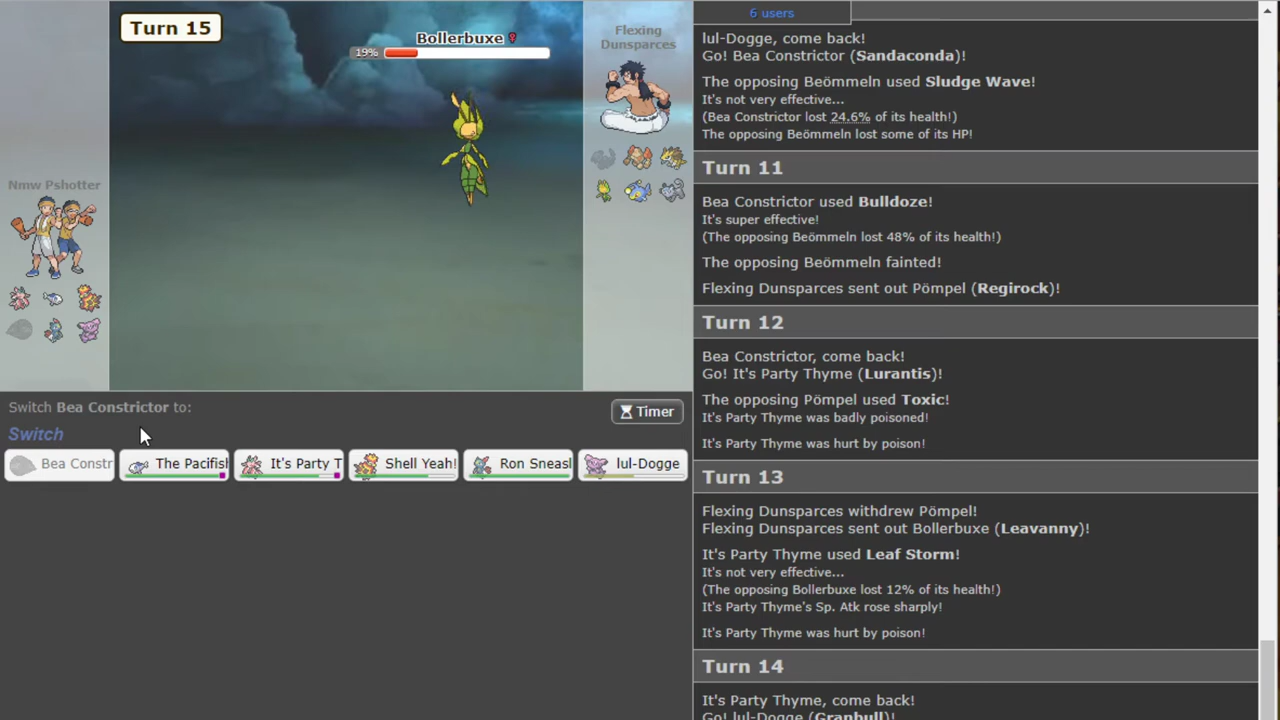 Turn 15
Bollerbuxe ♀
19%
Flexing
Dunsparces
Nmw Pshotter
Switch Bea Constrictor to:
Timer
Switch
Bea Constr
The Pacifis
It's Party T
Shell Yeah!
Ron Sneasl
lul-Dogge
6 users
lul-Dogge, come back!
Go! Bea Constrictor (Sandaconda)!
The opposing Beömmeln used Sludge Wave!
It's not very effective...
(Bea Constrictor lost 24.6% of its health!)
The opposing Beömmeln lost some of its HP!
Turn 11
Bea Constrictor used Bulldoze!
It's super effective!
(The opposing Beömmeln lost 48% of its health!)
The opposing Beömmeln fainted!
Flexing Dunsparces sent out Pömpel (Regirock)!
Turn 12
Bea Constrictor, come back!
Go! It's Party Thyme (Lurantis)!
The opposing Pömpel used Toxic!
It's Party Thyme was badly poisoned!
It's Party Thyme was hurt by poison!
Turn 13
Flexing Dunsparces withdrew Pömpel!
Flexing Dunsparces sent out Bollerbuxe (Leavanny)!
It's Party Thyme used Leaf Storm!
It's not very effective...
(The opposing Bollerbuxe lost 12% of its health!)
It's Party Thyme's Sp. Atk rose sharply!
It's Party Thyme was hurt by poison!
Turn 14
It's Party Thyme, come back!
Go! lul-Dogge (Granbull)!